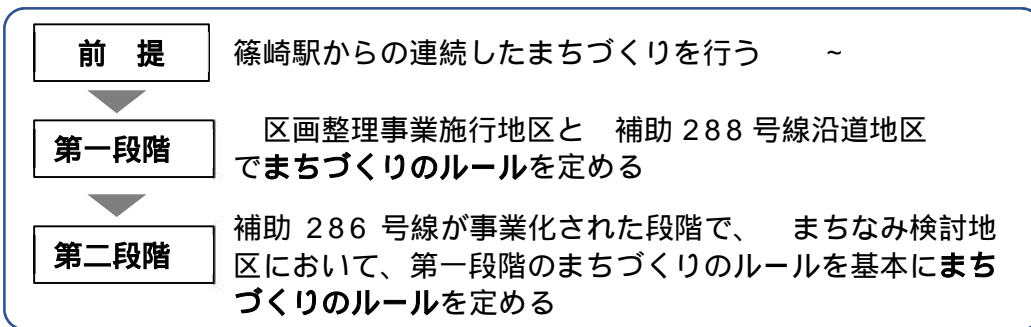 前　提
篠崎駅からの連続したまちづくりを行う　　~
第一段階
区画整理事業施行地区と　補助 288 号線沿道地区
でまちづくりのルールを定める
第二段階
補助 286 号線が事業化された段階で、　まちなみ検討地
区において、第一段階のまちづくりのルールを基本にまち
づくりのルールを定める